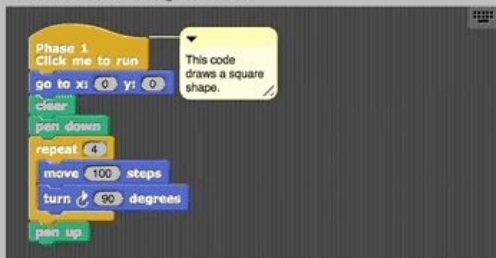 Phase 1
Click me to run
This code
draws a square
shape.
go to x: 0 y: 0
clear
pen down
repeat 4
move 100 steps
turn 90 degrees
pen up